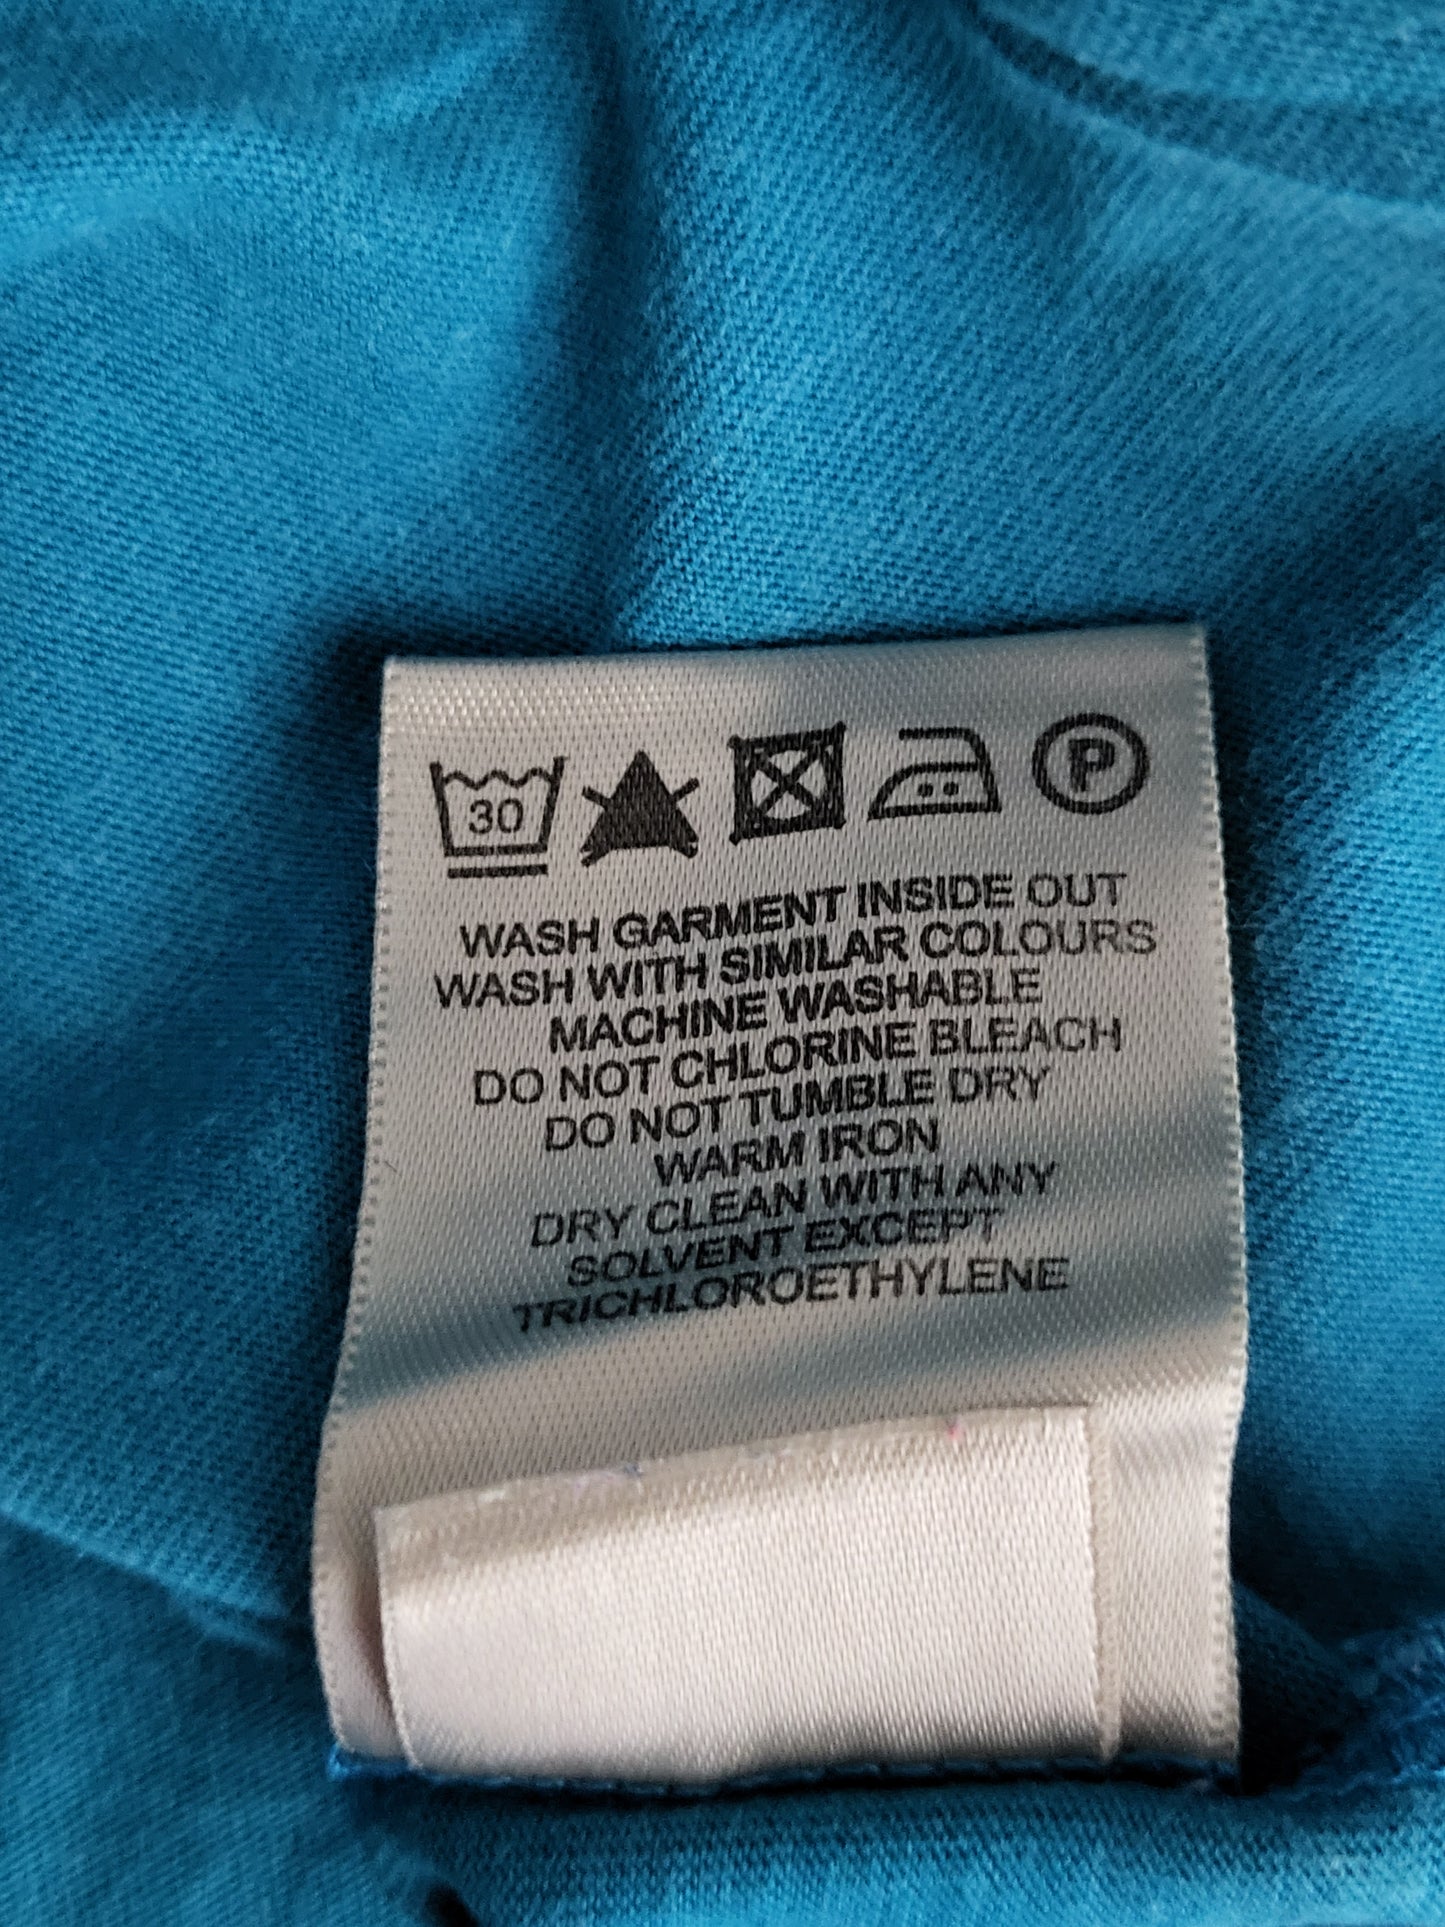 30 P
WASH GARMENT INSIDE OUT
WASH WITH SIMILAR COLOURS
MACHINE WASHABLE
DO NOT CHLORINE BLEACH
DO NOT TUMBLE DRY
WARM IRON
DRY CLEAN WITH ANY
SOLVENT EXCEPT
TRICHLOROETHYLENE